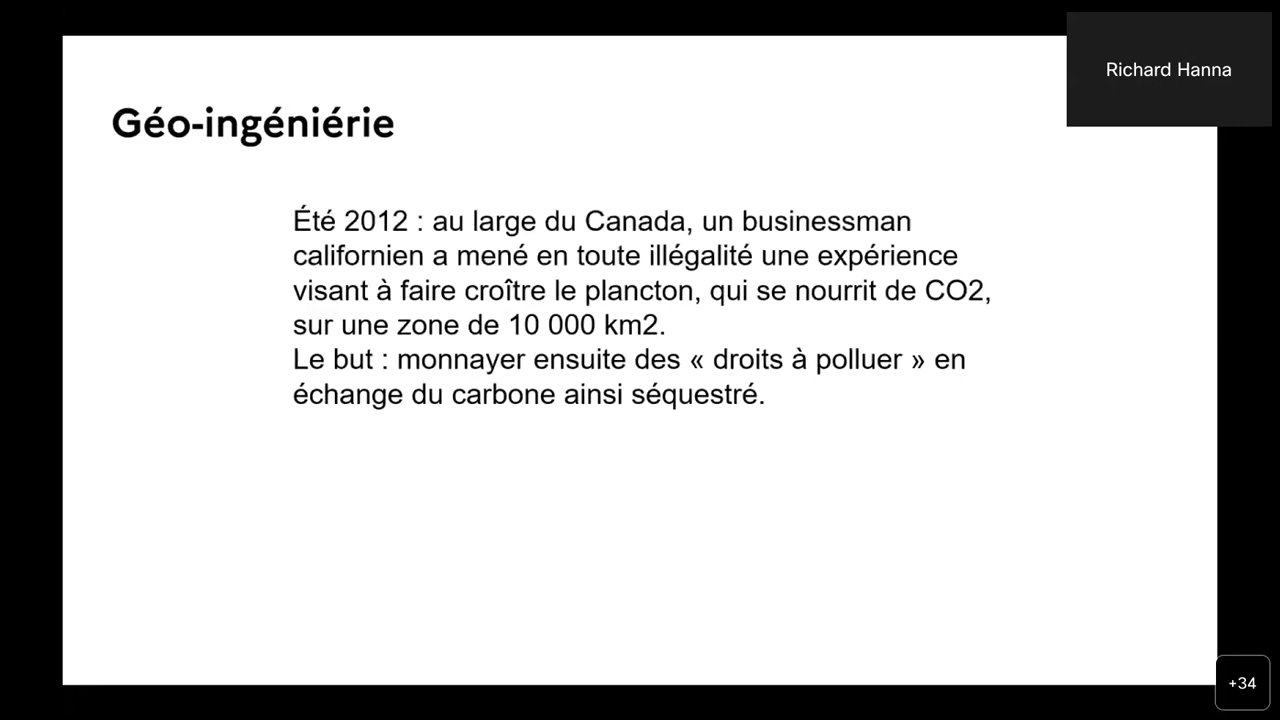 Richard Hanna
Géo-ingéniérie
Été 2012 : au large du Canada, un businessman
californien a mené en toute illégalité une expérience
visant à faire croître le plancton, qui se nourrit de CO2,
sur une zone de 10 000 km2.
Le but : monnayer ensuite des « droits à polluer » en
échange du carbone ainsi séquestré.
+34